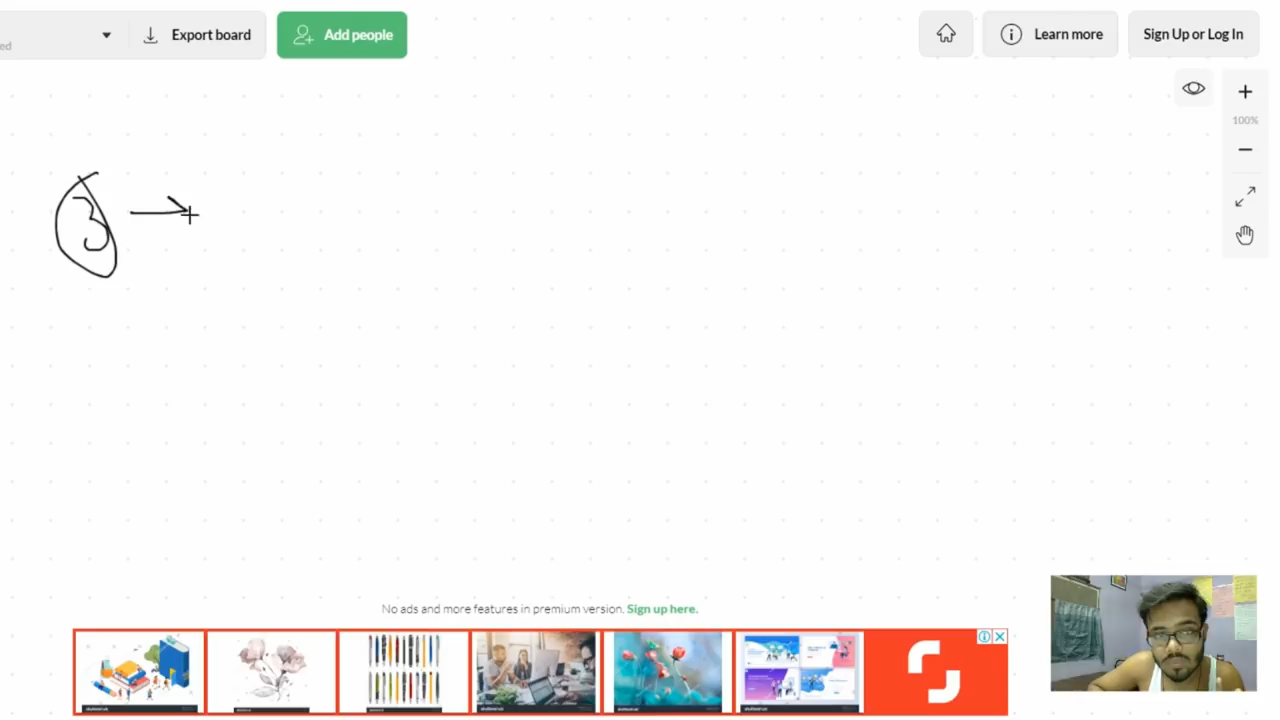 ed
Export board
Add people
Learn more
Sign Up or Log In
100%
3
No ads and more features in premium version. Sign up here.